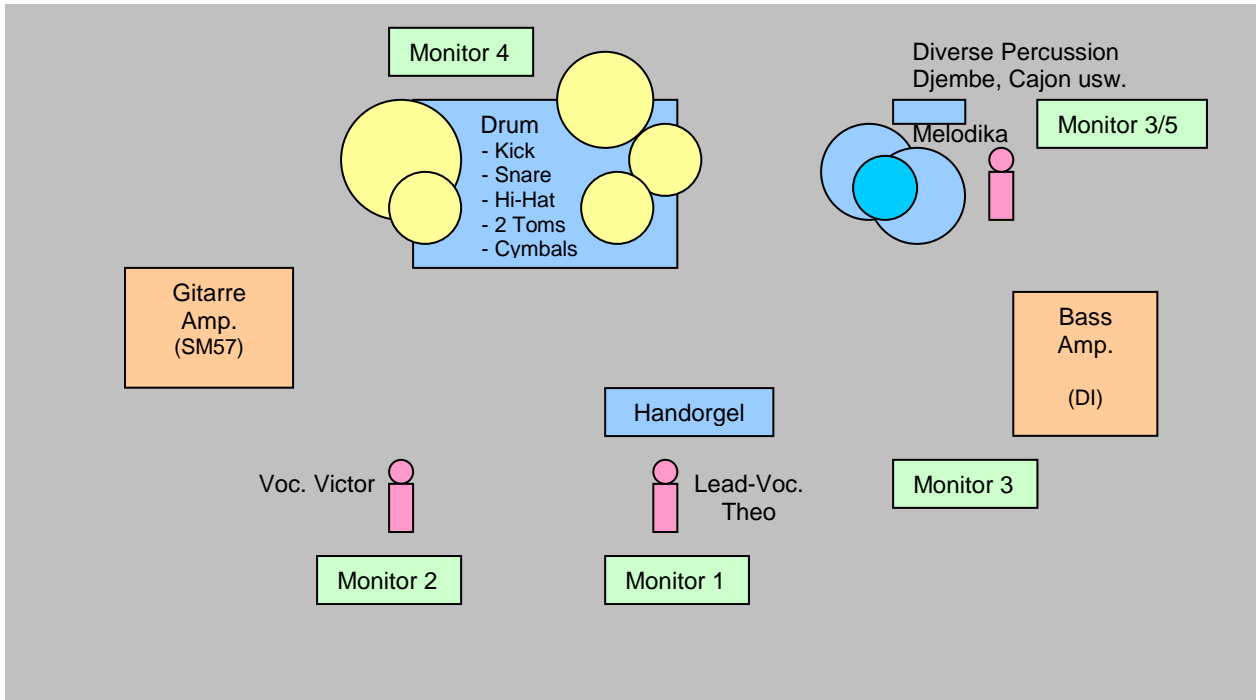 Monitor 4
Diverse Percussion
Djembe, Cajon usw.
Monitor 3/5
Melodika
Drum
- Kick
- Snare
- Hi-Hat
- 2 Toms
- Cymbals
Gitarre
Amp.
(SM57)
Bass
Amp.
(DI)
Handorgel
Voc. Victor
Lead-Voc.
Theo
Monitor 3
Monitor 2
Monitor 1